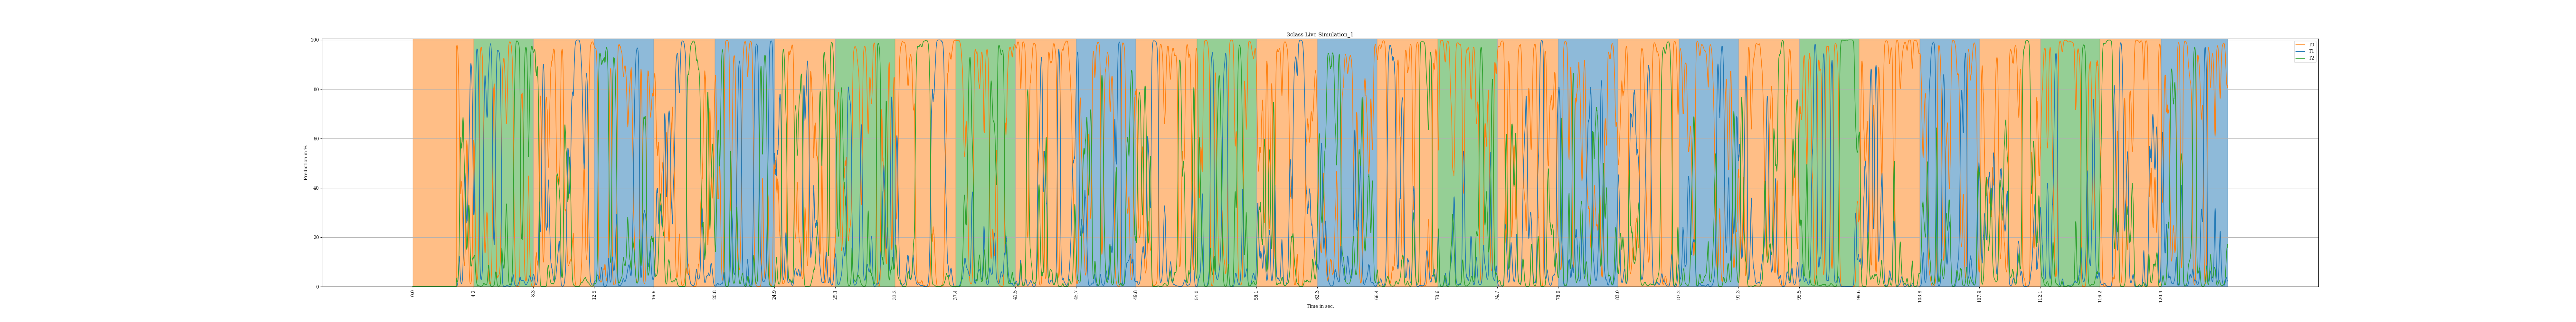 3class Live Simulation_1
100
80
60
40
20
0
Prediction in %
T0
T1
T2
0.0 4.2 8.3 12.5 16.6 20.8 24.9 29.1 33.2 37.4 41.5 45.7 49.8 54.0 58.1 62.3 66.4 70.6 74.7 78.9 83.0 87.2 91.3 95.5 99.6 103.8 107.9 112.1 116.2 120.4
Time in sec.